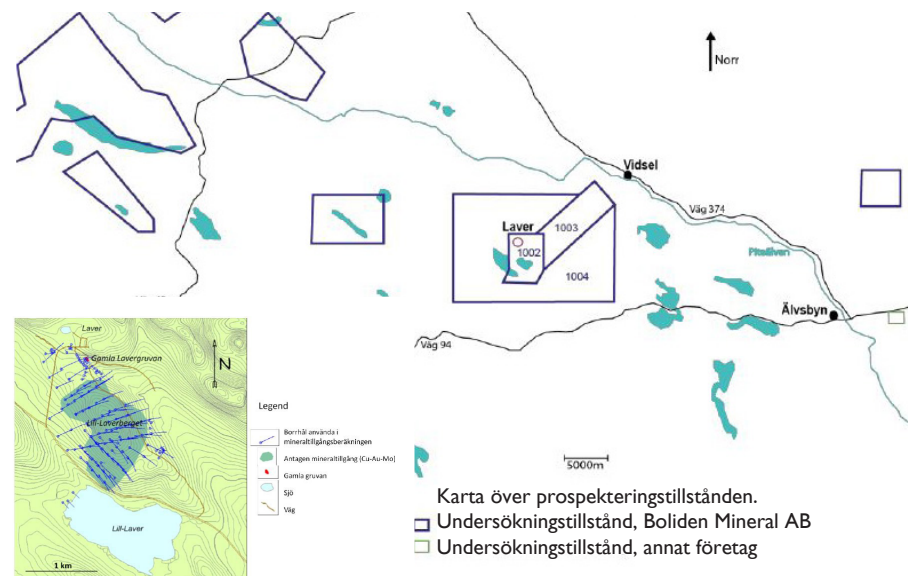 Norr
Vidsel
Väg 374
Laver
1003
1002
1004
Piteälven
Älvsbyn
Väg 94
5000m
Karta över prospekteringstillstånden.
Undersökningstillstånd, Boliden Mineral AB
Undersökningstillstånd, annat företag
Laver
Gamla Lavergruvan
N
Lill-Laverberget
Lill-Laver
1 km
Legend
Borrhål använda i
mineraltillgångsberäkningen
Antagen mineraltillgång (Cu-Au-Mo)
Gamla gruvan
Sjö
Väg